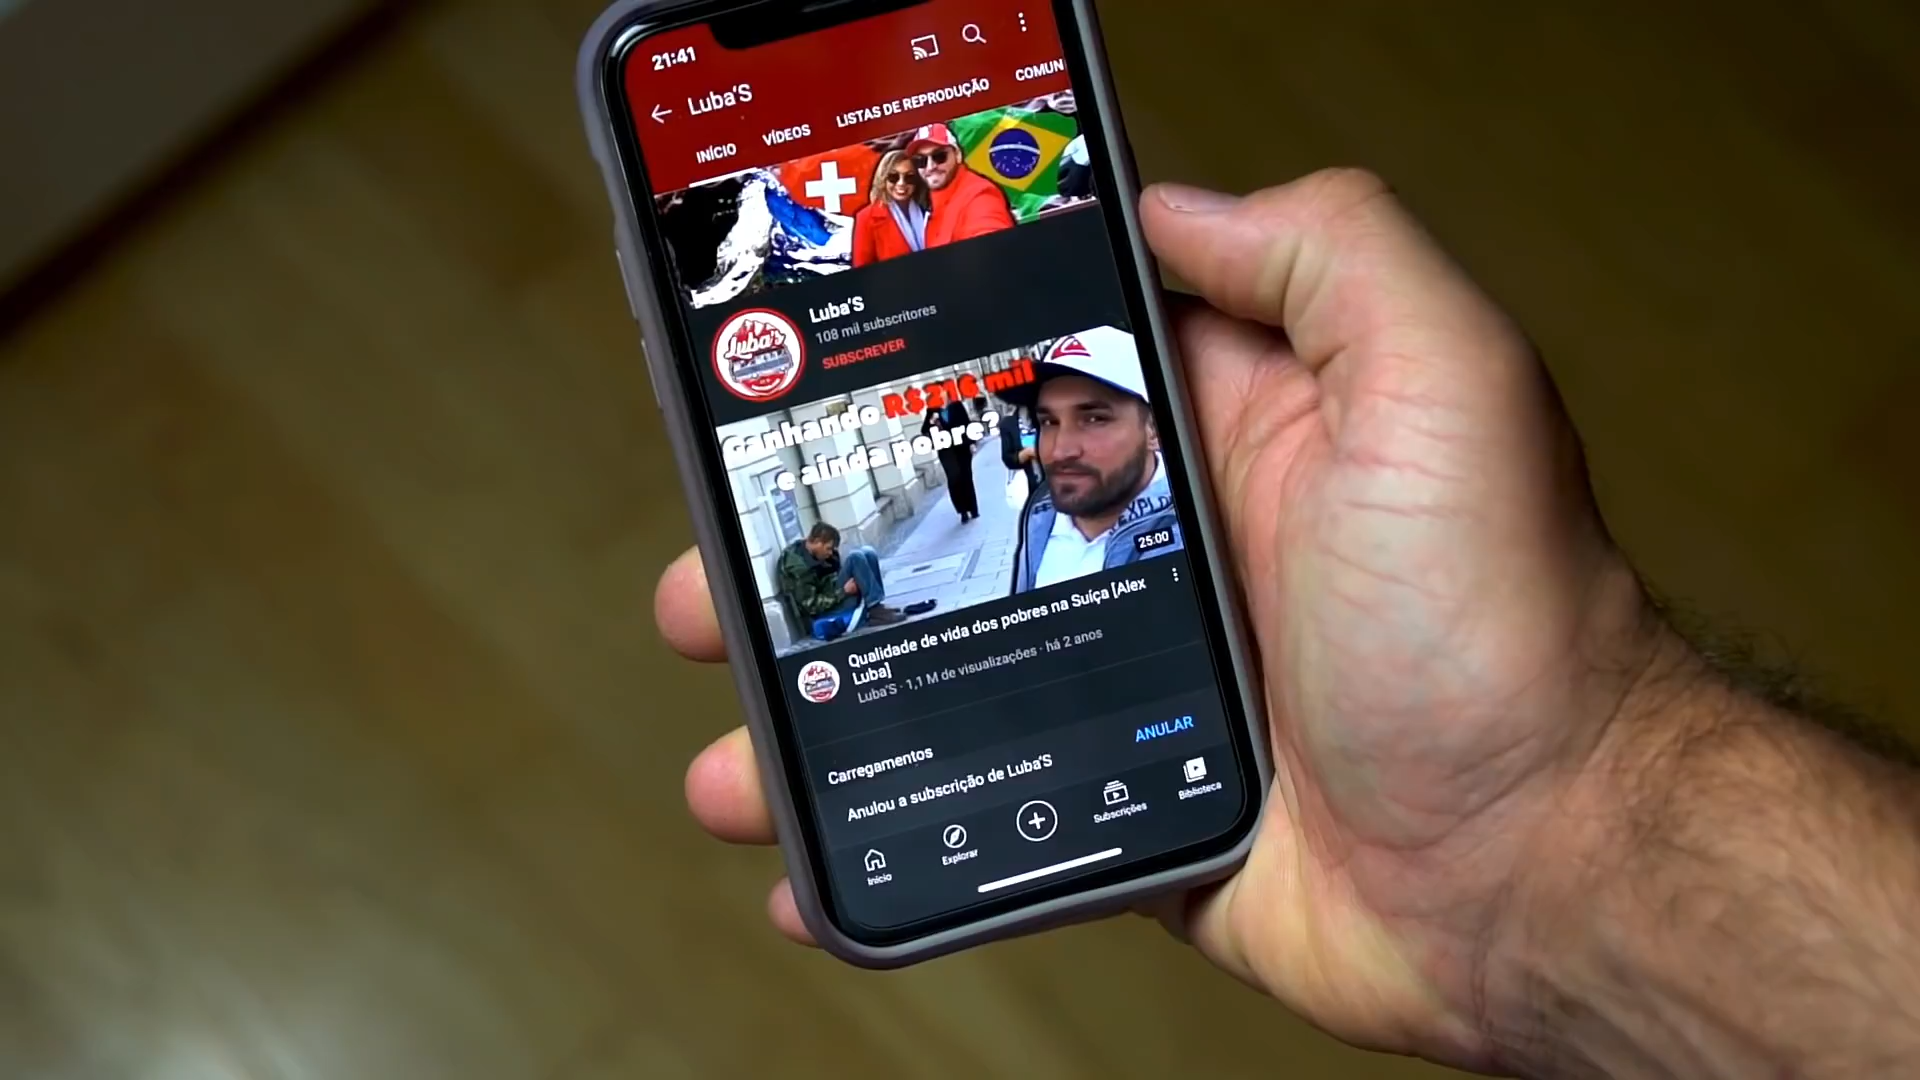 21:41
Luba'S
INÍCIO
VÍDEOS
LISTAS DE REPRODUÇÃO
COMUN
Luba'S
108 mil subscritores
SUBSCREVER
Luba's
Ganhando R$216 mil
e ainda pobre?
EXPLO
25:00
Qualidade de vida dos pobres na Suíça [Alex
Luba]
Luba'S · 1,1 M de visualizações · há 2 anos
Carregamentos
Anulou a subscrição de Luba'S
ANULAR
Início
Explorar
Subscrições
Biblioteca